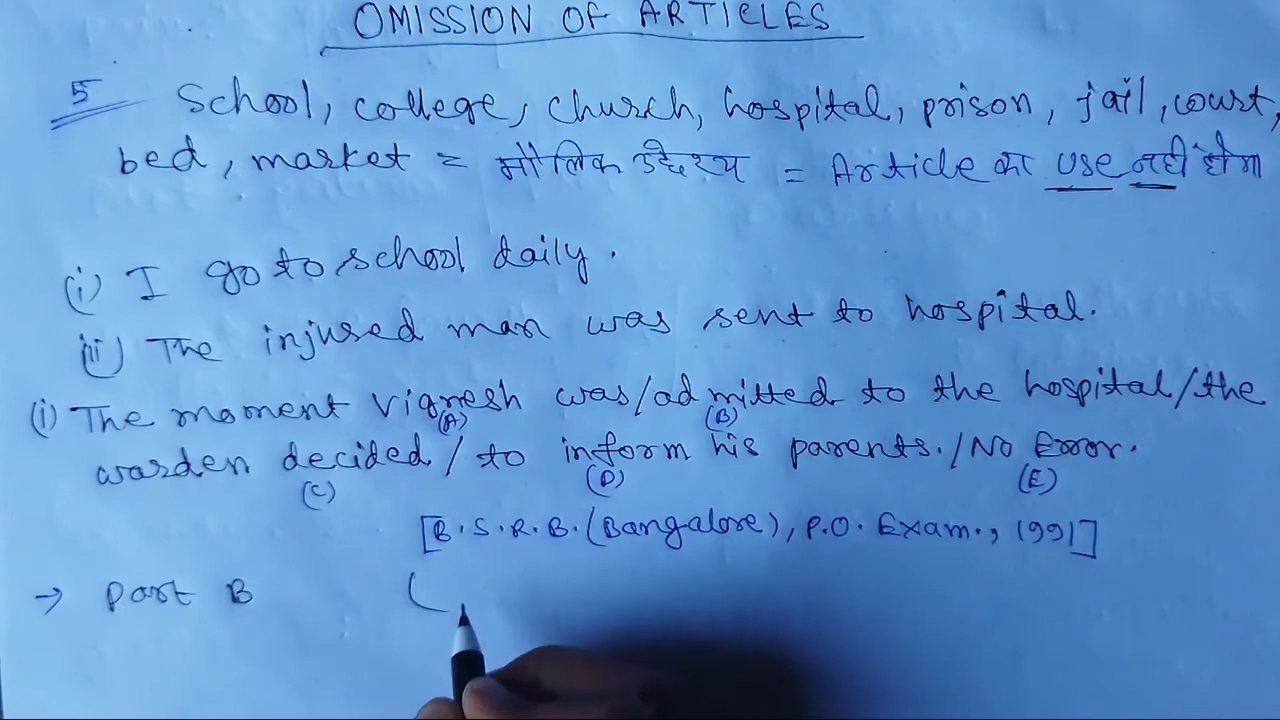 OMISSION OF ARTICLES
5 School, college, church, hospital, prison, jail, court,
bed, market = मौलिक उद्देश्य = Article का use नहीं होगा
(i) I go to school daily.
(ii) The injured man was sent to hospital.
(i) The moment Vignesh was/admitted to the hospital/the
(A) (B)
warden decided/to inform his parents./No Error.
(C) (D) (E)
[B.S.R.B. (Bangalore), P.O. Exam., 1991]
→ Part B (